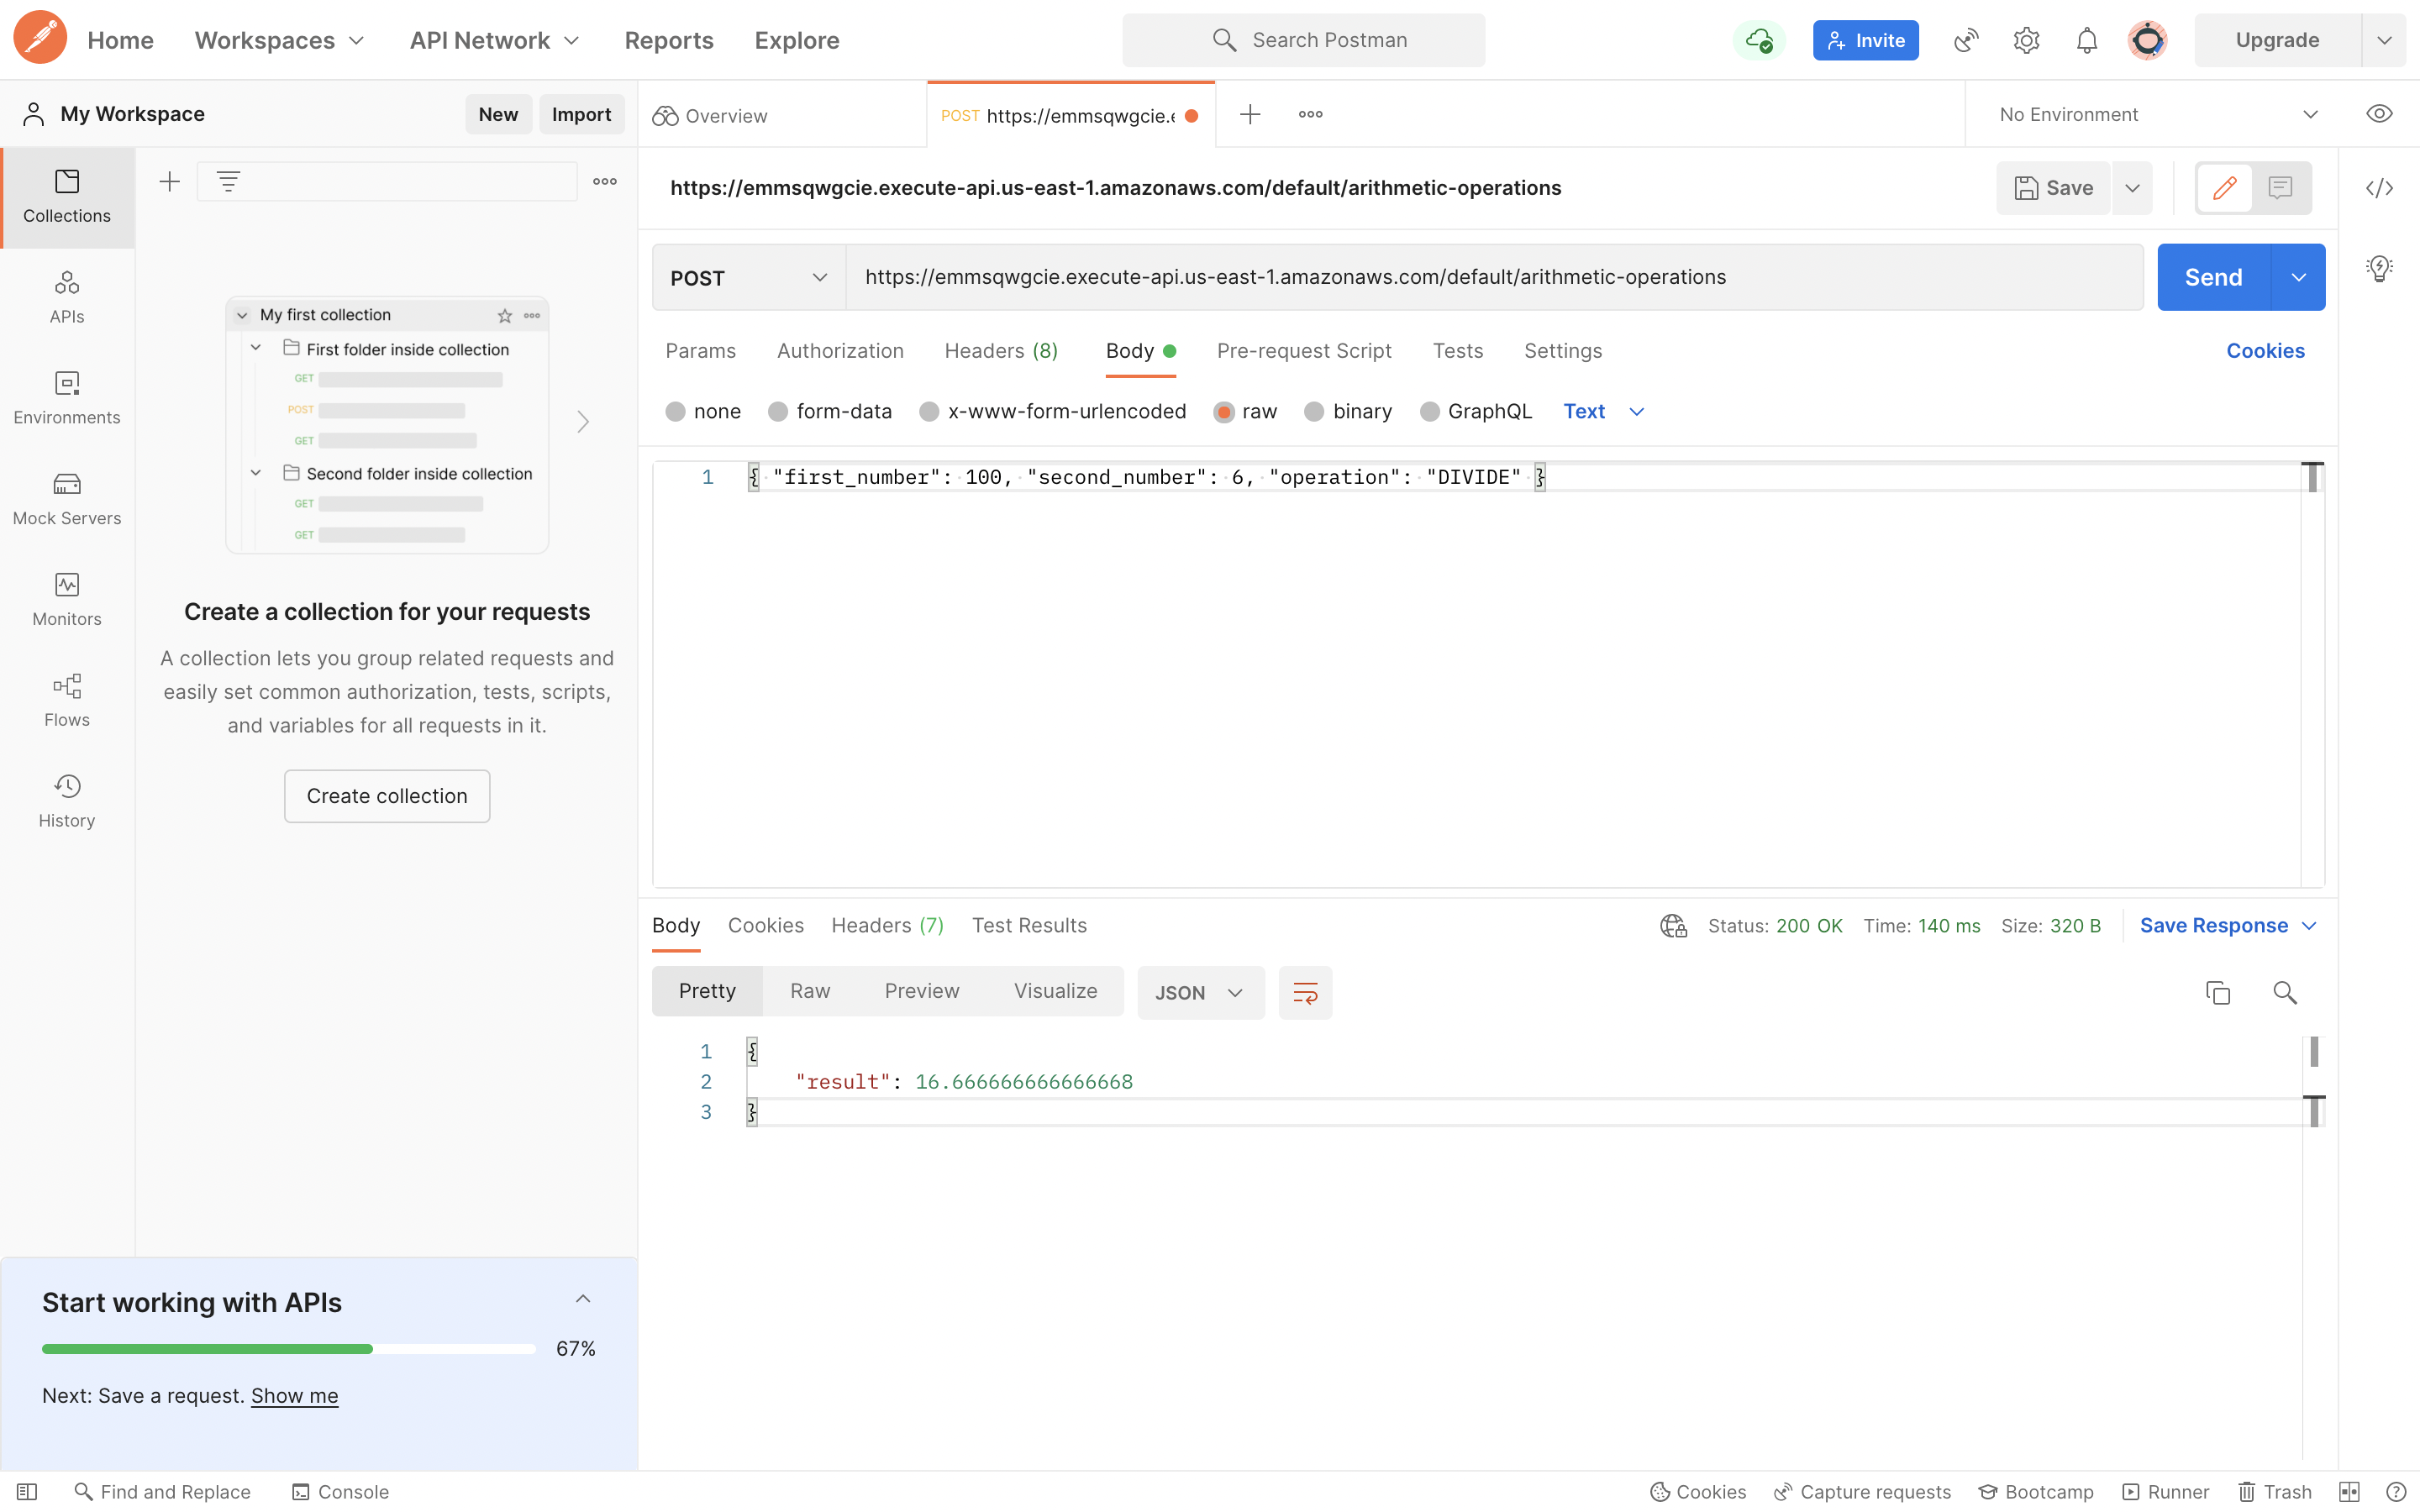 Home Workspaces API Network Reports Explore Search Postman Invite Upgrade
My Workspace New Import Overview POST https://emmsqwgcie.e No Environment
Collections
APIs
Environments
Mock Servers
Monitors
Flows
History
My first collection
First folder inside collection
GET
POST
GET
Second folder inside collection
GET
GET
Create a collection for your requests
A collection lets you group related requests and
easily set common authorization, tests, scripts,
and variables for all requests in it.
Create collection
Start working with APIs
67%
Next: Save a request. Show me
https://emmsqwgcie.execute-api.us-east-1.amazonaws.com/default/arithmetic-operations Save
POST https://emmsqwgcie.execute-api.us-east-1.amazonaws.com/default/arithmetic-operations Send
Params Authorization Headers (8) Body Pre-request Script Tests Settings Cookies
none form-data x-www-form-urlencoded raw binary GraphQL Text
1 { "first_number": 100, "second_number": 6, "operation": "DIVIDE" }
Body Cookies Headers (7) Test Results Status: 200 OK Time: 140 ms Size: 320 B Save Response
Pretty Raw Preview Visualize JSON
1 {
2 "result": 16.666666666666668
3 }
Find and Replace Console Cookies Capture requests Bootcamp Runner Trash